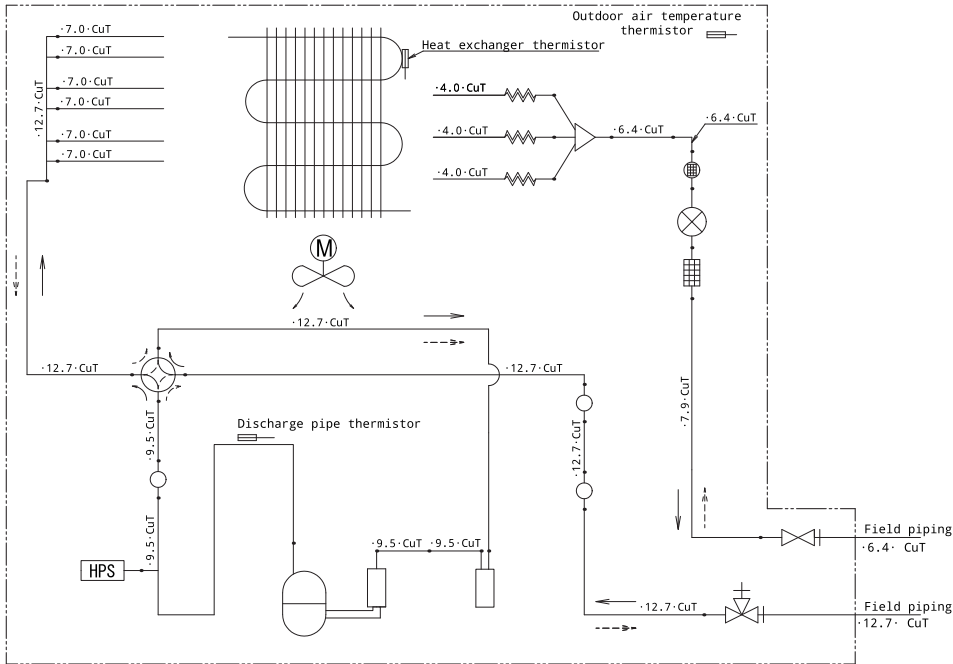 Outdoor air temperature
thermistor
·7.0·CuT
·7.0·CuT
·7.0·CuT
·7.0·CuT
·7.0·CuT
·7.0·CuT
·12.7·CuT
Heat exchanger thermistor
·4.0·CuT
·4.0·CuT
·4.0·CuT
·6.4·CuT
·6.4·CuT
M
·12.7·CuT
·12.7·CuT
·12.7·CuT
·7.9·CuT
·9.5·CuT
Discharge pipe thermistor
·12.7·CuT
·9.5·CuT
·9.5·CuT
·9.5·CuT
HPS
Field piping
·6.4· CuT
·12.7·CuT
Field piping
·12.7· CuT